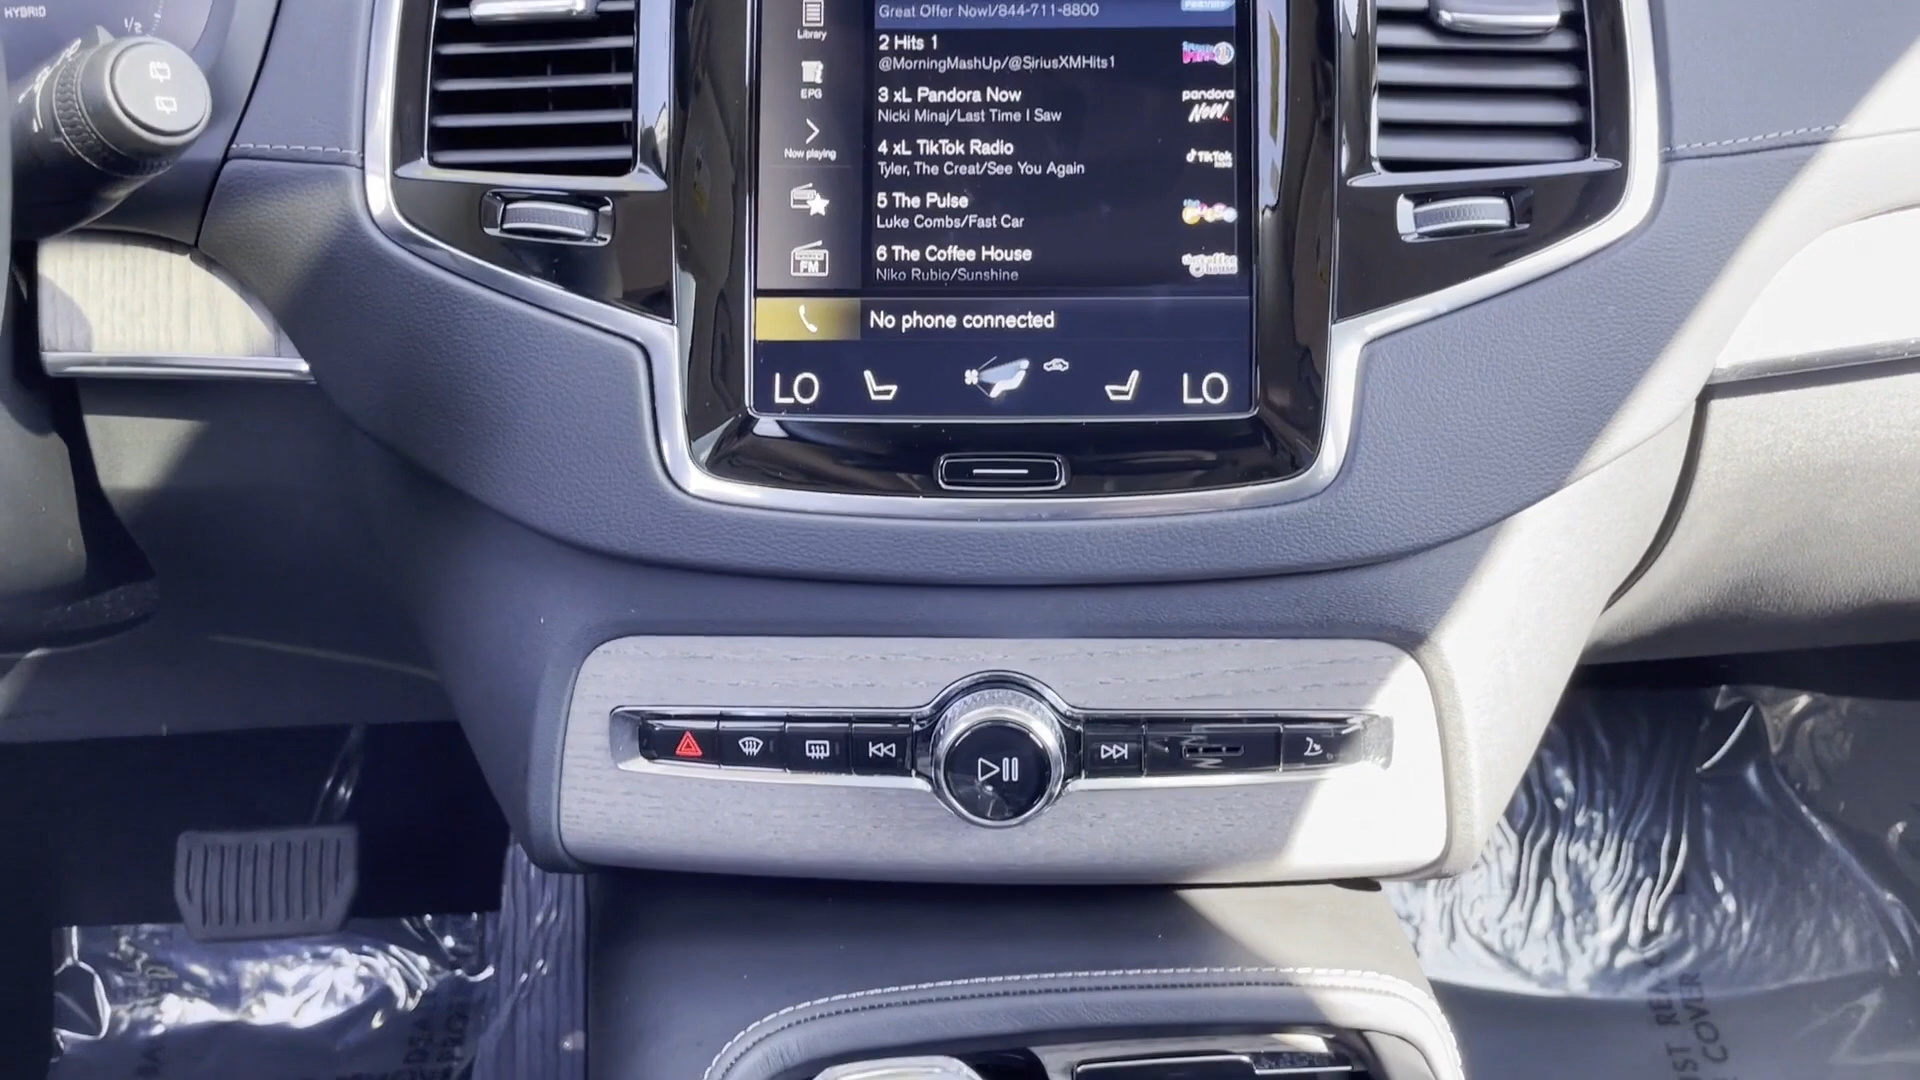 HYBRID
1/2
Great Offer Now!/844-711-8800
Library
2 Hits 1
@MorningMashUp/@SiriusXMHits1
EPG
3 xL Pandora Now
Nicki Minaj/Last Time I Saw
pandora
NOW
Now playing
4 xL TikTok Radio
Tyler, The Creat/See You Again
TikTok
5 The Pulse
Luke Combs/Fast Car
FM
6 The Coffee House
Niko Rubio/Sunshine
No phone connected
LO
LO
COVER